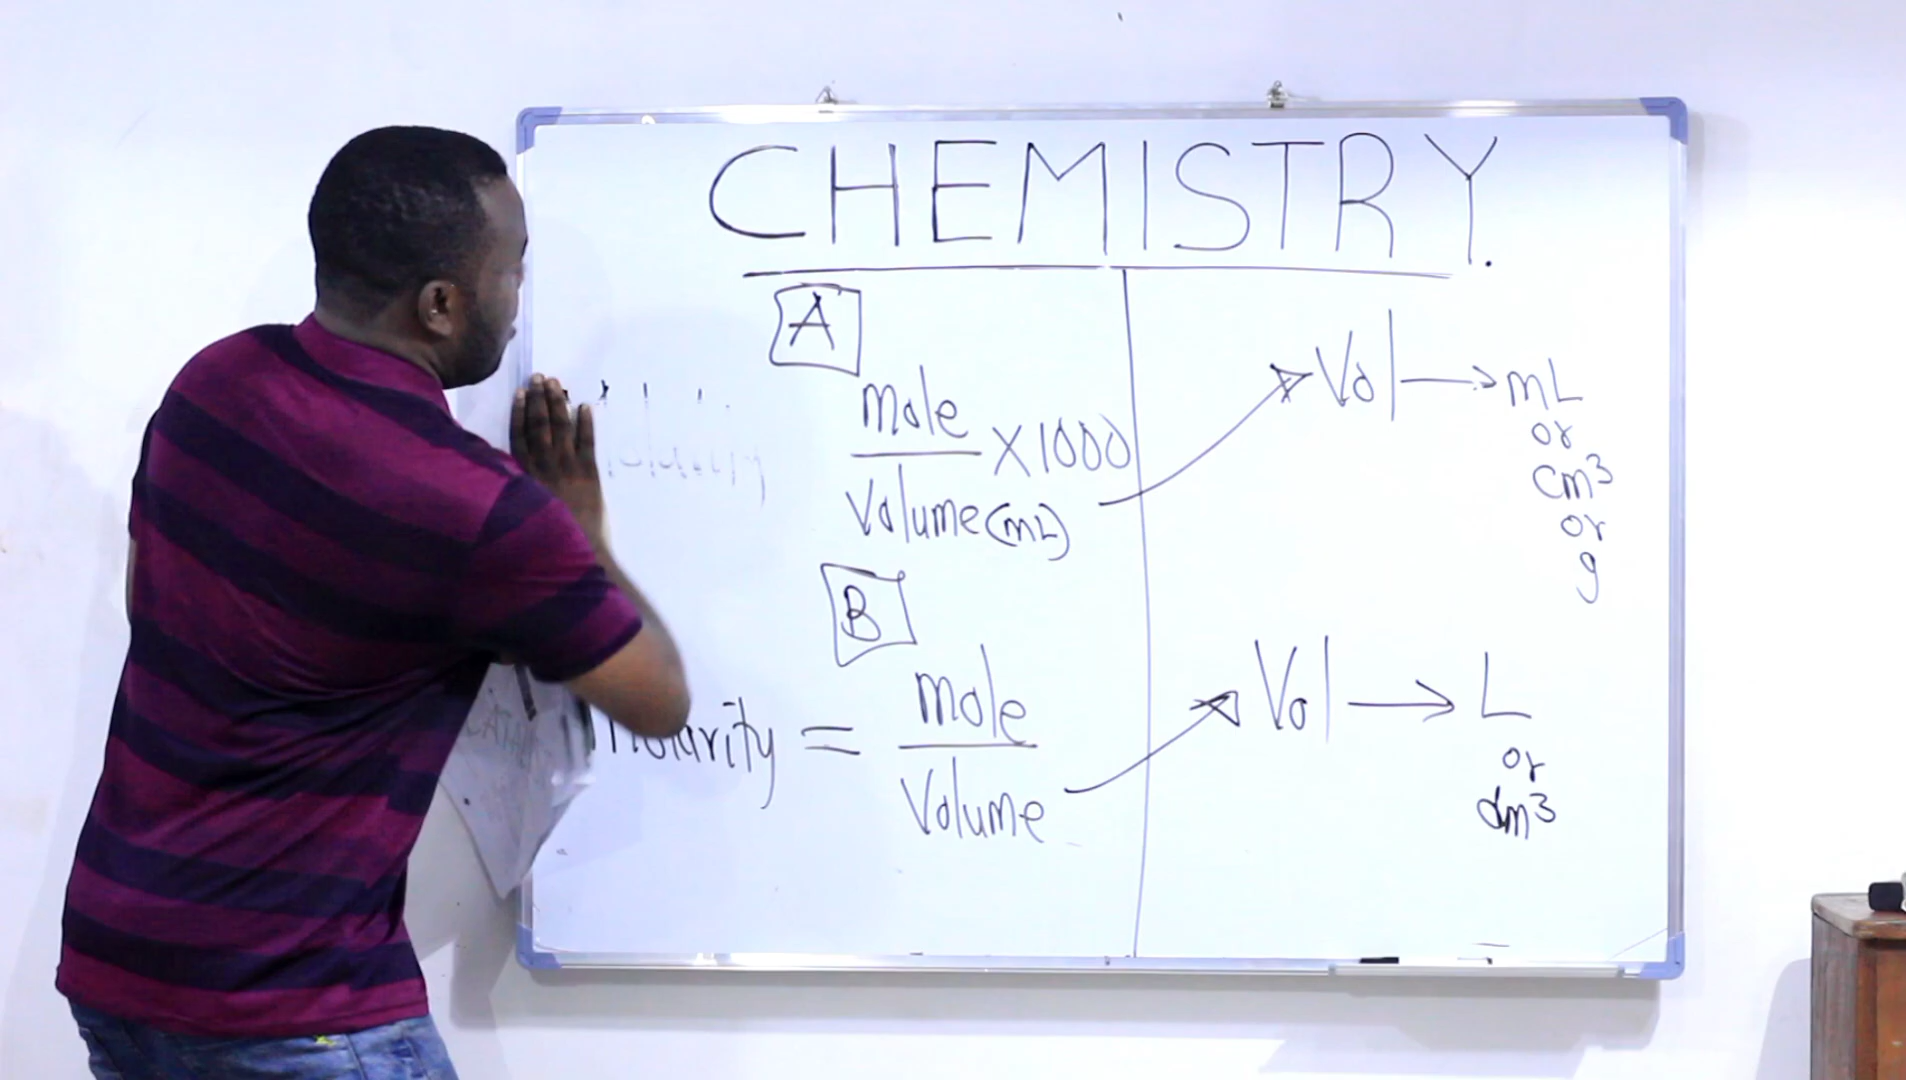 CHEMISTRY.
A
mole
X1000
Volume (mL)
Vol → mL
or
cm³
or
g
B
molarity = mole
Volume
Vol → L
or
dm³